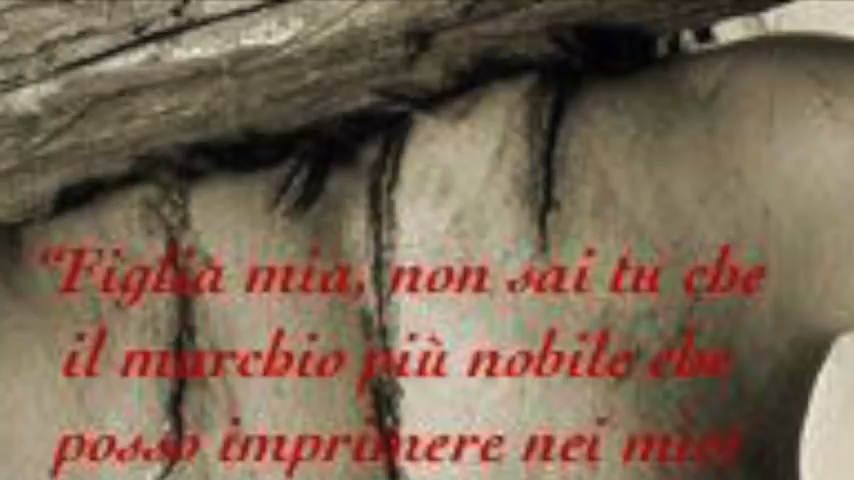 "Figlia mia, non sai tu che
il marchio più nobile che
posso imprimere nei miei